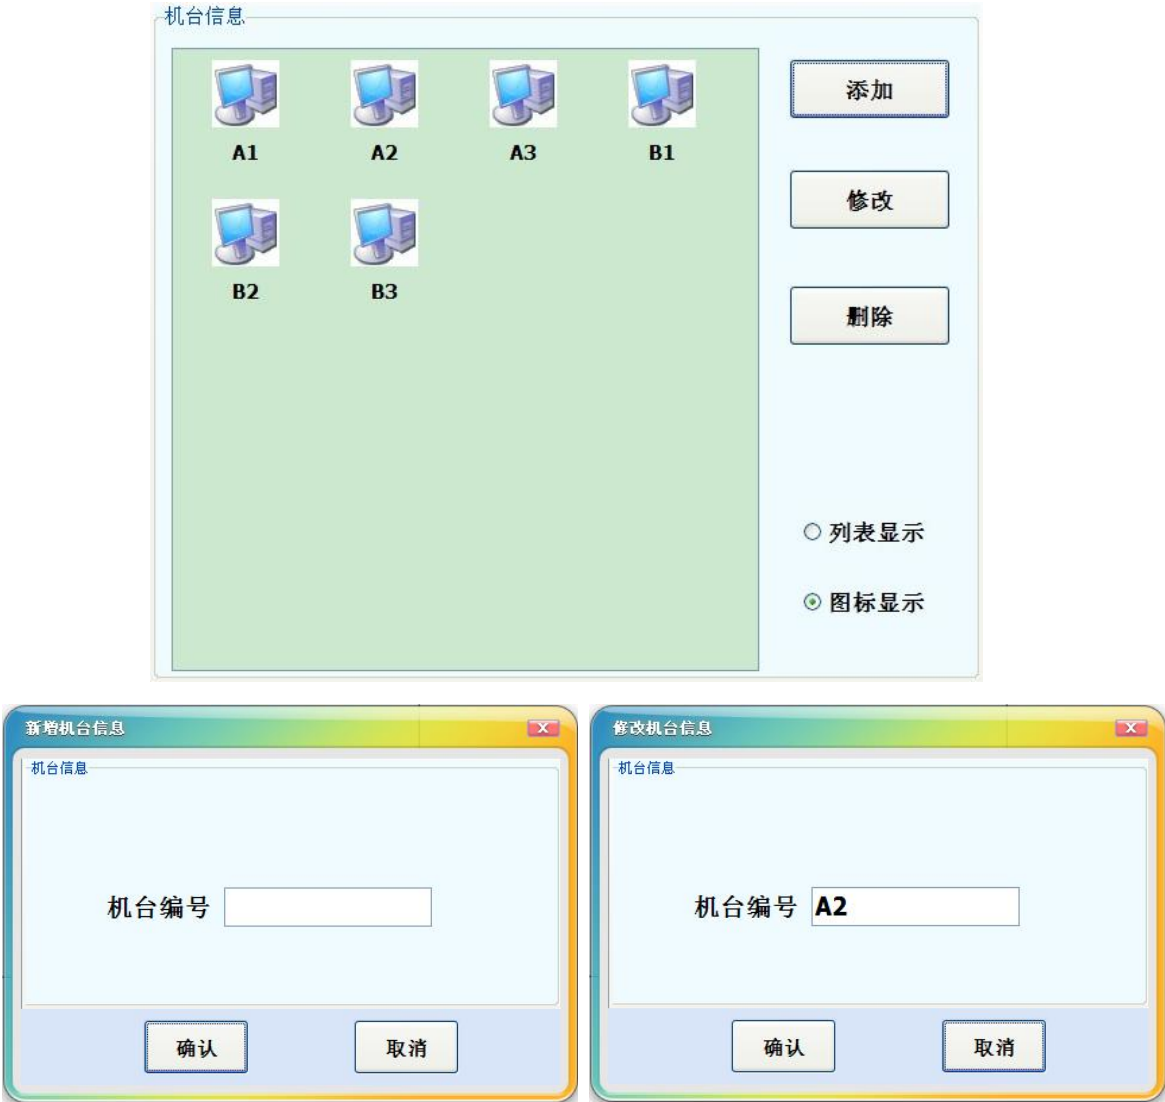 机台信息
A1
A2
A3
B1
B2
B3
添加
修改
删除
列表显示
图标显示
新增机台信息
机台信息
机台编号
确认
取消
修改机台信息
机台信息
机台编号 A2
确认
取消